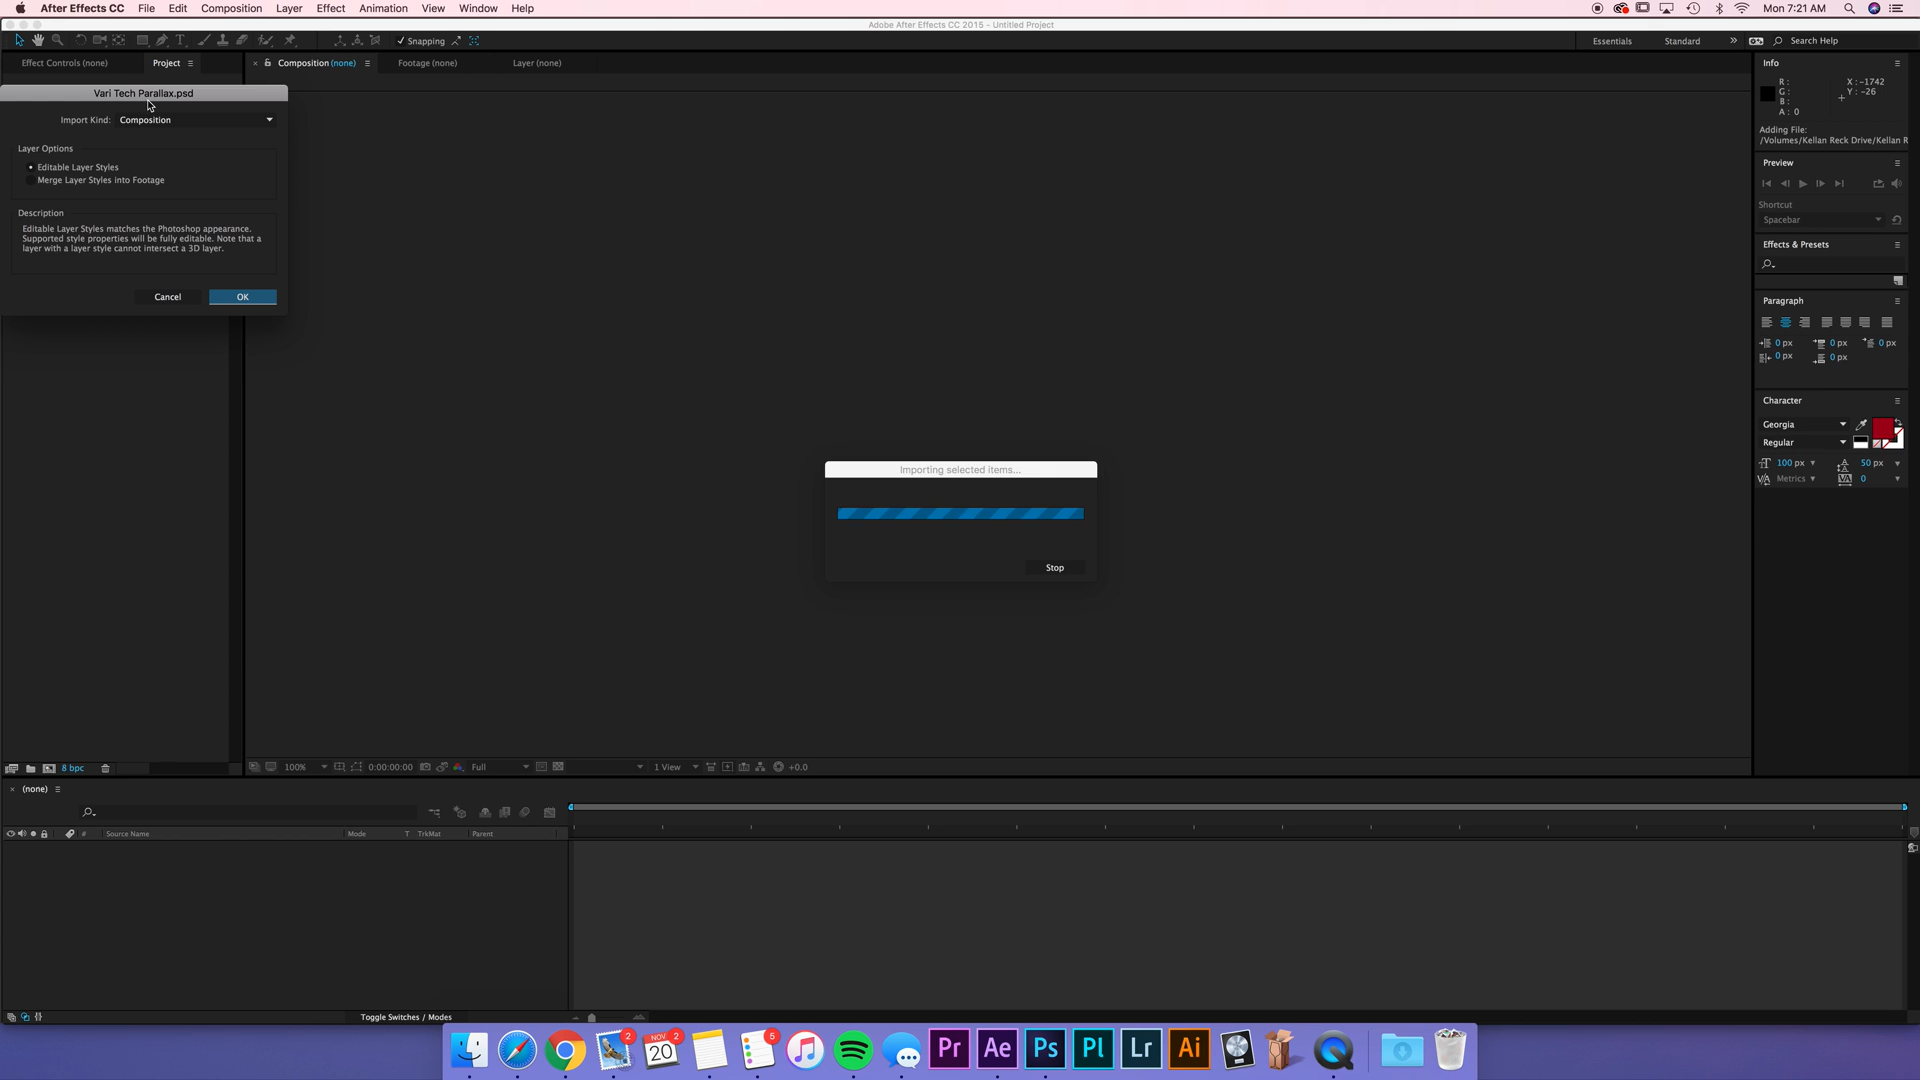 After Effects CC File Edit Composition Layer Effect Animation View Window Help Mon 7:21 AM
Adobe After Effects CC 2015 - Untitled Project
Snapping Essentials Standard Search Help
Effect Controls (none) Project Composition (none) Footage (none) Layer (none)
Vari Tech Parallax.psd
Import Kind: Composition
Layer Options
Editable Layer Styles
Merge Layer Styles into Footage
Description
Editable Layer Styles matches the Photoshop appearance.
Supported style properties will be fully editable. Note that a
layer with a layer style cannot intersect a 3D layer.
Cancel OK
Importing selected items...
Stop
Info
R: X: -1742
G: Y: -26
B:
A: 0
Adding File:
/Volumes/Kellan Reck Drive/Kellan R
Preview
Shortcut
Spacebar
Effects & Presets
Paragraph
0 px 0 px 0 px
0 px 0 px
Character
Georgia
Regular
100 px 50 px
Metrics 0
8 bpc 100% 0:00:00:00 Full 1 View +0.0
(none)
# Source Name Mode T TrkMat Parent
Toggle Switches / Modes
2 NOV 20 2 5 Pr Ae Ps Pl Lr Ai